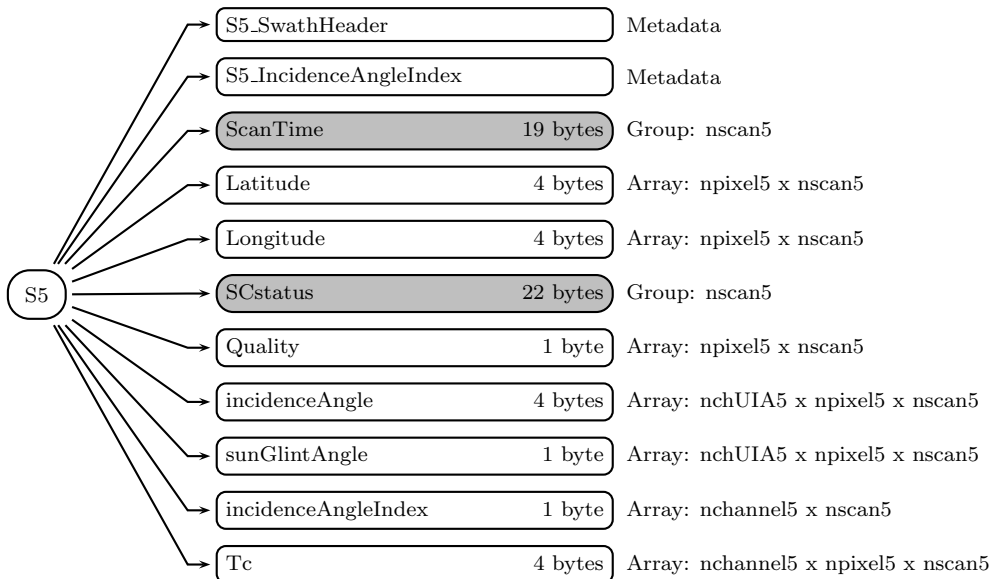 S5_SwathHeader Metadata
S5_IncidenceAngleIndex Metadata
ScanTime 19 bytes Group: nscan5
Latitude 4 bytes Array: npixel5 x nscan5
Longitude 4 bytes Array: npixel5 x nscan5
S5 SCstatus 22 bytes Group: nscan5
Quality 1 byte Array: npixel5 x nscan5
incidenceAngle 4 bytes Array: nchUIA5 x npixel5 x nscan5
sunGlintAngle 1 byte Array: nchUIA5 x npixel5 x nscan5
incidenceAngleIndex 1 byte Array: nchannel5 x nscan5
Tc 4 bytes Array: nchannel5 x npixel5 x nscan5